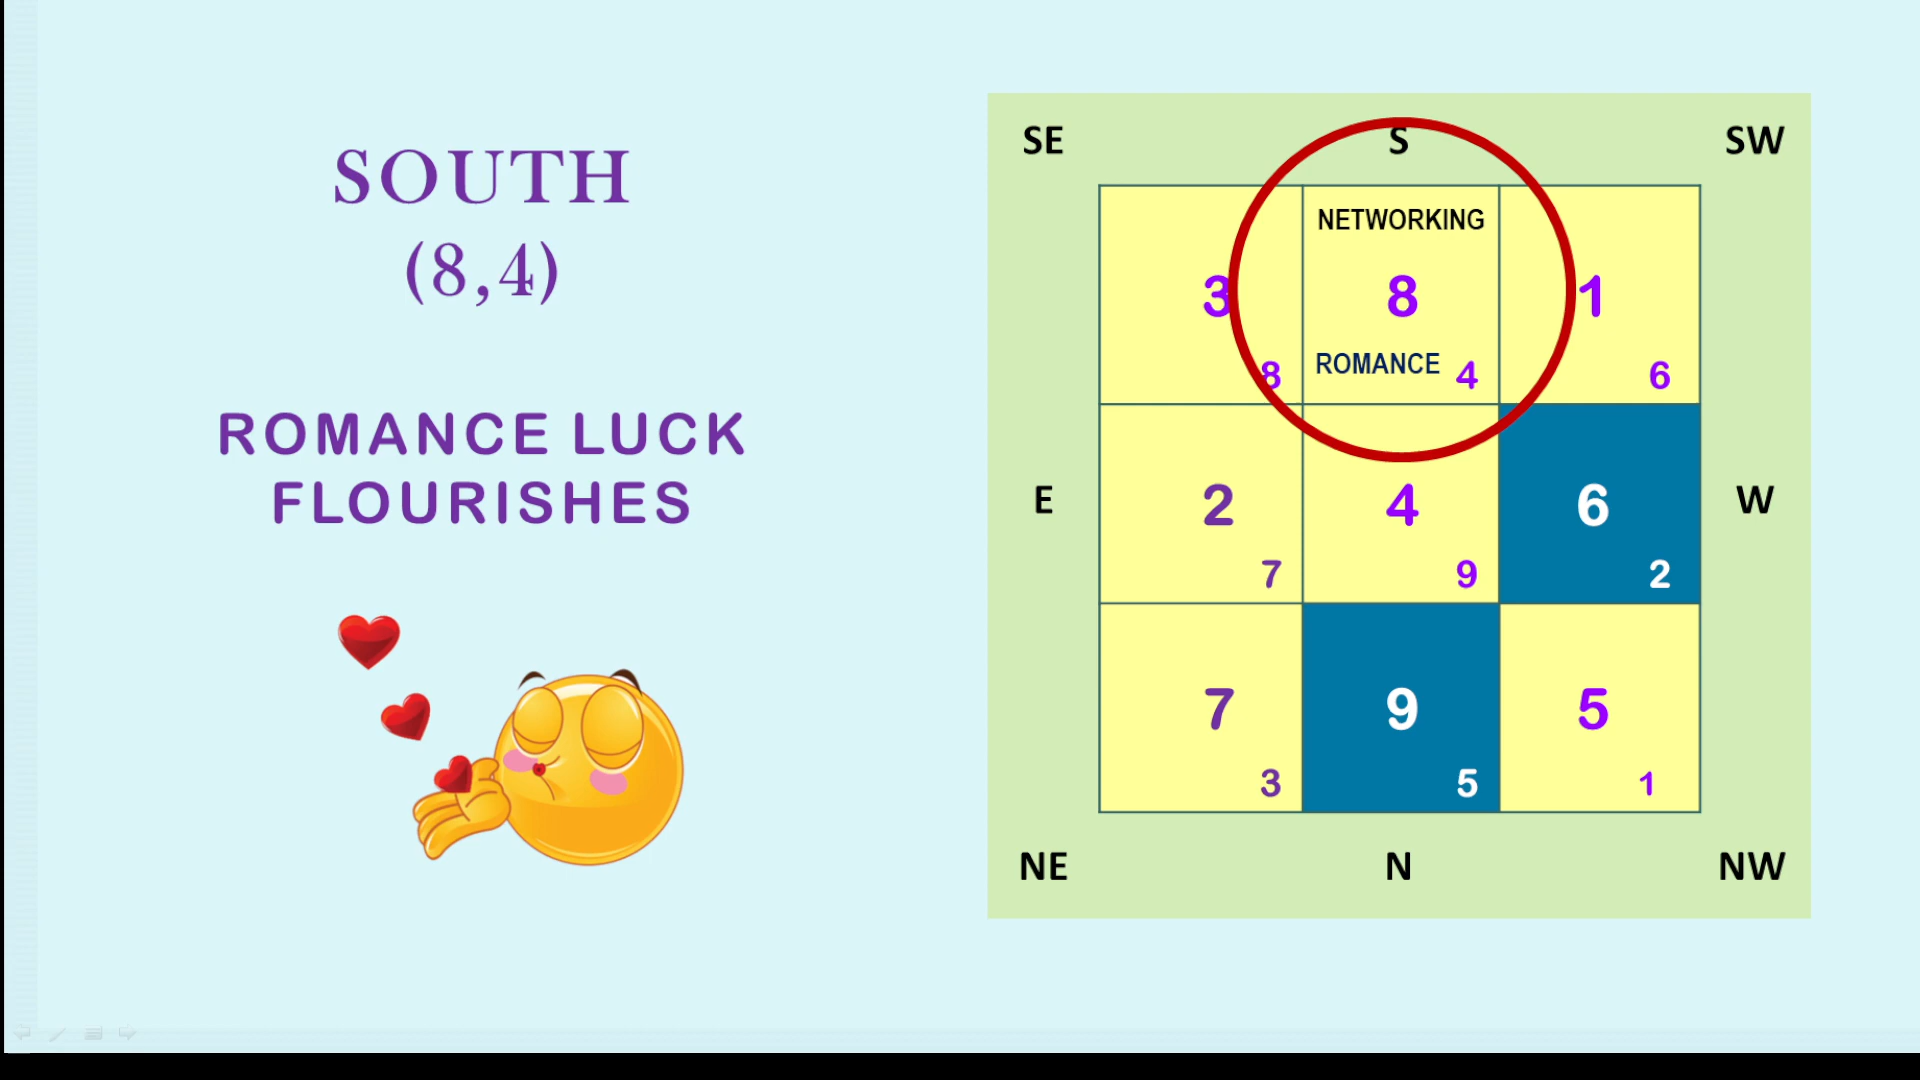 SOUTH
(8,4)
ROMANCE LUCK
FLOURISHES
SE S SW
NETWORKING
3 8 1
8 ROMANCE 4 6
E 2 4 6 W
7 9 2
7 9 5
3 5 1
NE N NW